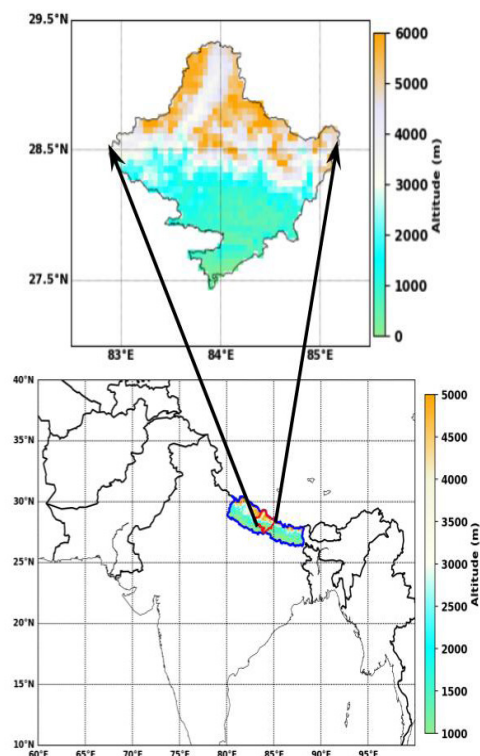 29.5°N
28.5°N
27.5°N
83°E
84°E
85°E
6000
5000
4000
3000
2000
1000
0
Altitude (m)
40°N
35°N
30°N
25°N
20°N
15°N
10°N
60°E
65°E
70°E
75°E
80°E
85°E
90°E
95°E
5000
4500
4000
3500
3000
2500
2000
1500
1000
Altitude (m)